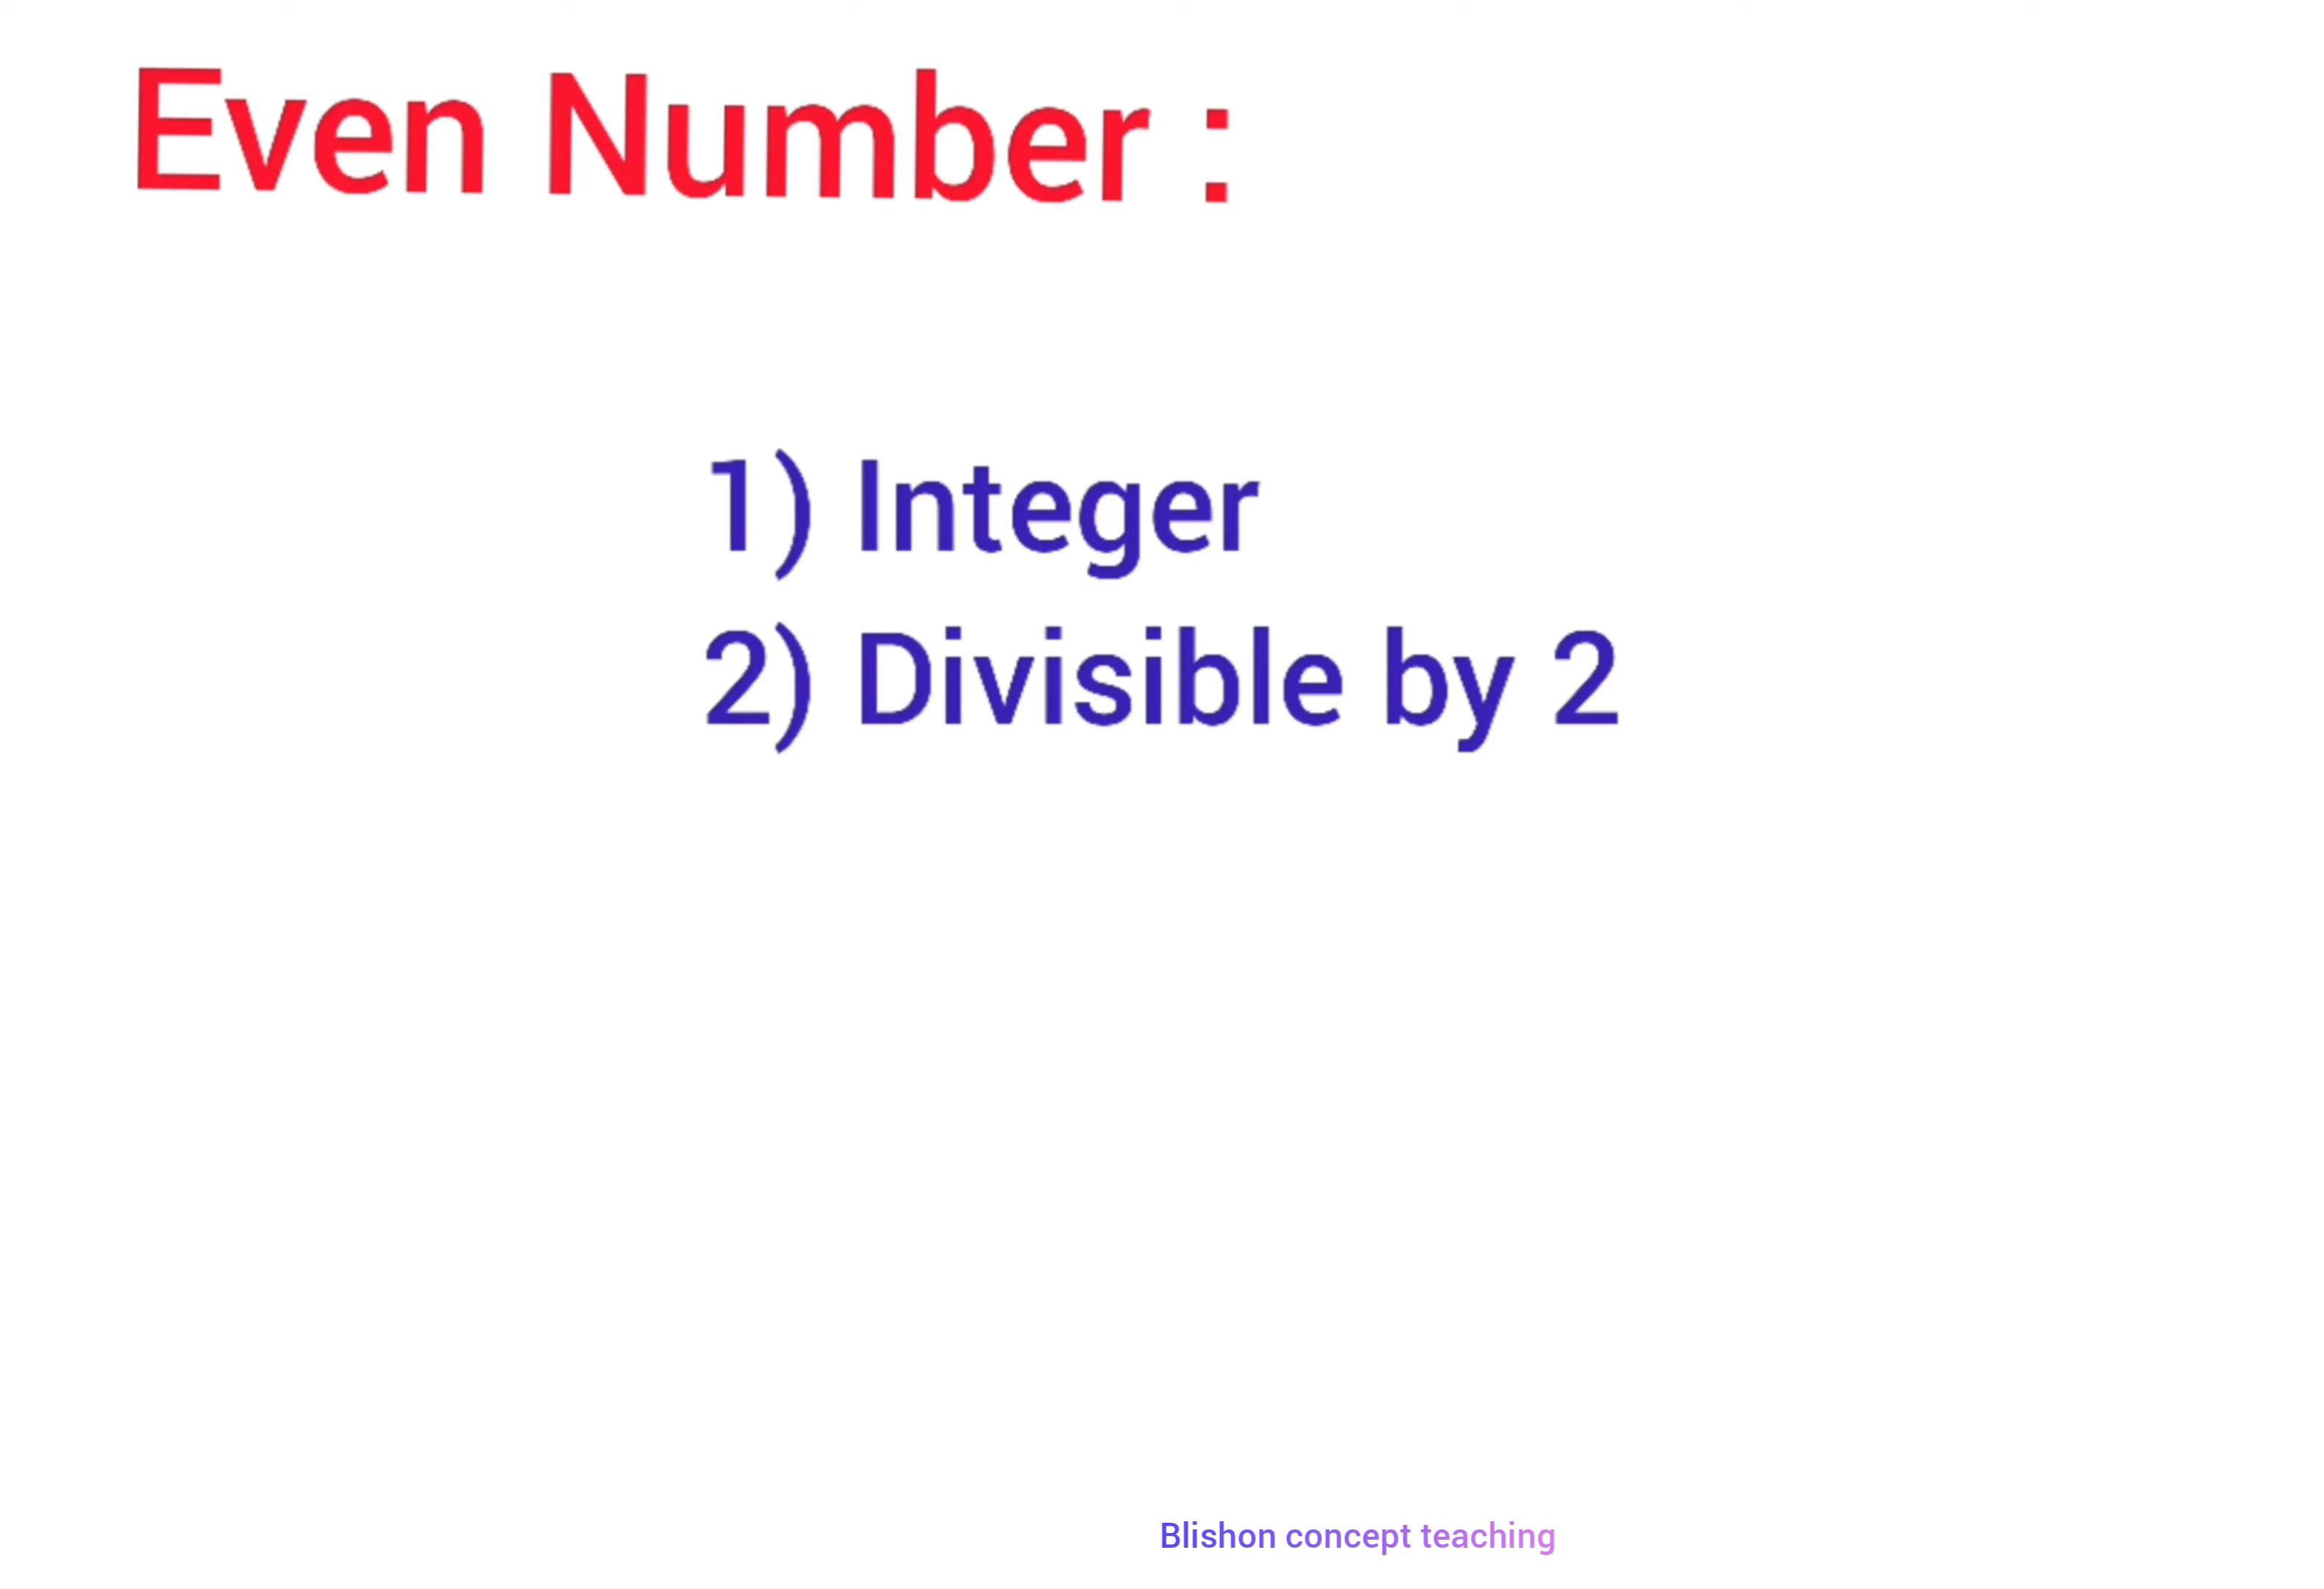 Even Number :
1) Integer
2) Divisible by 2
Blishon concept teaching